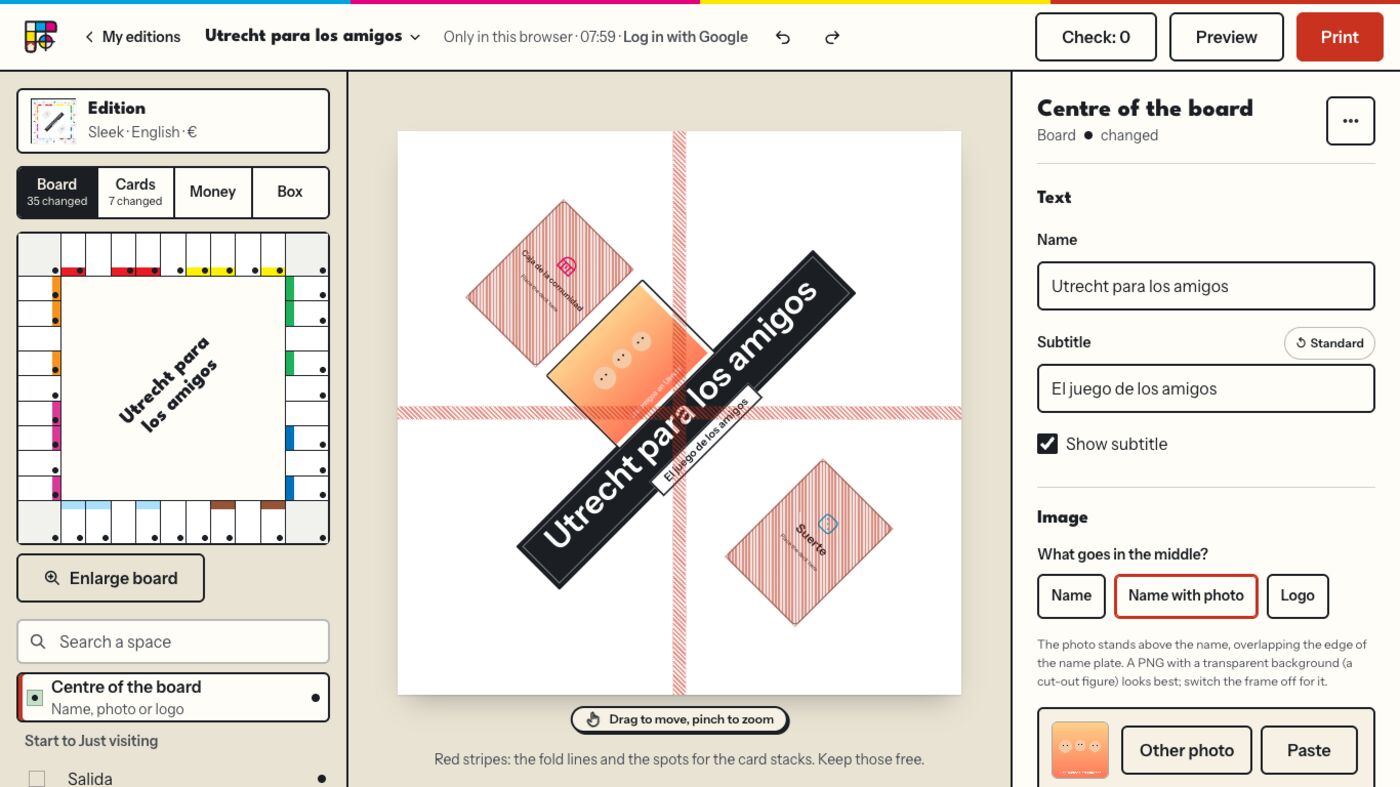 My editions
Utrecht para los amigos
Only in this browser · 07:59 · Log in with Google
Check: 0
Preview
Print
Edition
Sleek · English · €
Board
35 changed
Cards
7 changed
Money
Box
Utrecht para
los amigos
Enlarge board
Search a space
Centre of the board
Name, photo or logo
Start to Just visiting
Salida
Caja de la comunidad
Utrecht para los amigos
El juego de los amigos
Suerte
Drag to move, pinch to zoom
Red stripes: the fold lines and the spots for the card stacks. Keep those free.
Centre of the board
Board ● changed
Text
Name
Utrecht para los amigos
Subtitle
Standard
El juego de los amigos
Show subtitle
Image
What goes in the middle?
Name
Name with photo
Logo
The photo stands above the name, overlapping the edge of
the name plate. A PNG with a transparent background (a
cut-out figure) looks best; switch the frame off for it.
Other photo
Paste